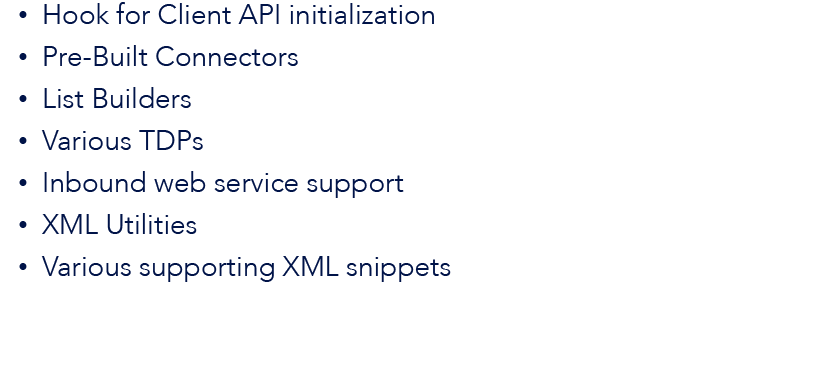 • Hook for Client API initialization
• Pre-Built Connectors
• List Builders
• Various TDPs
• Inbound web service support
• XML Utilities
• Various supporting XML snippets